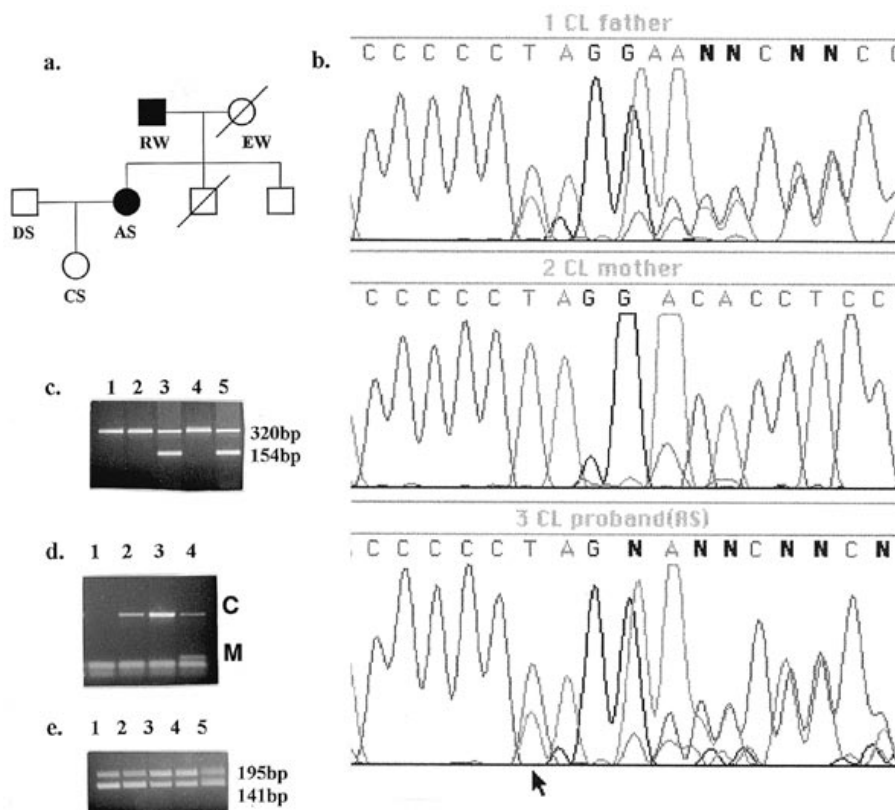 a.
RW EW
DS AS
CS
b.
1 CL father
C C C C C T A G G A A N N C N N C C
2 CL mother
C C C C C T A G G A C A C C T C C
3 CL proband(AS)
C C C C C T A G N A N N C N N C N
c.
1 2 3 4 5
320bp
154bp
d.
1 2 3 4
C
M
e.
1 2 3 4 5
195bp
141bp